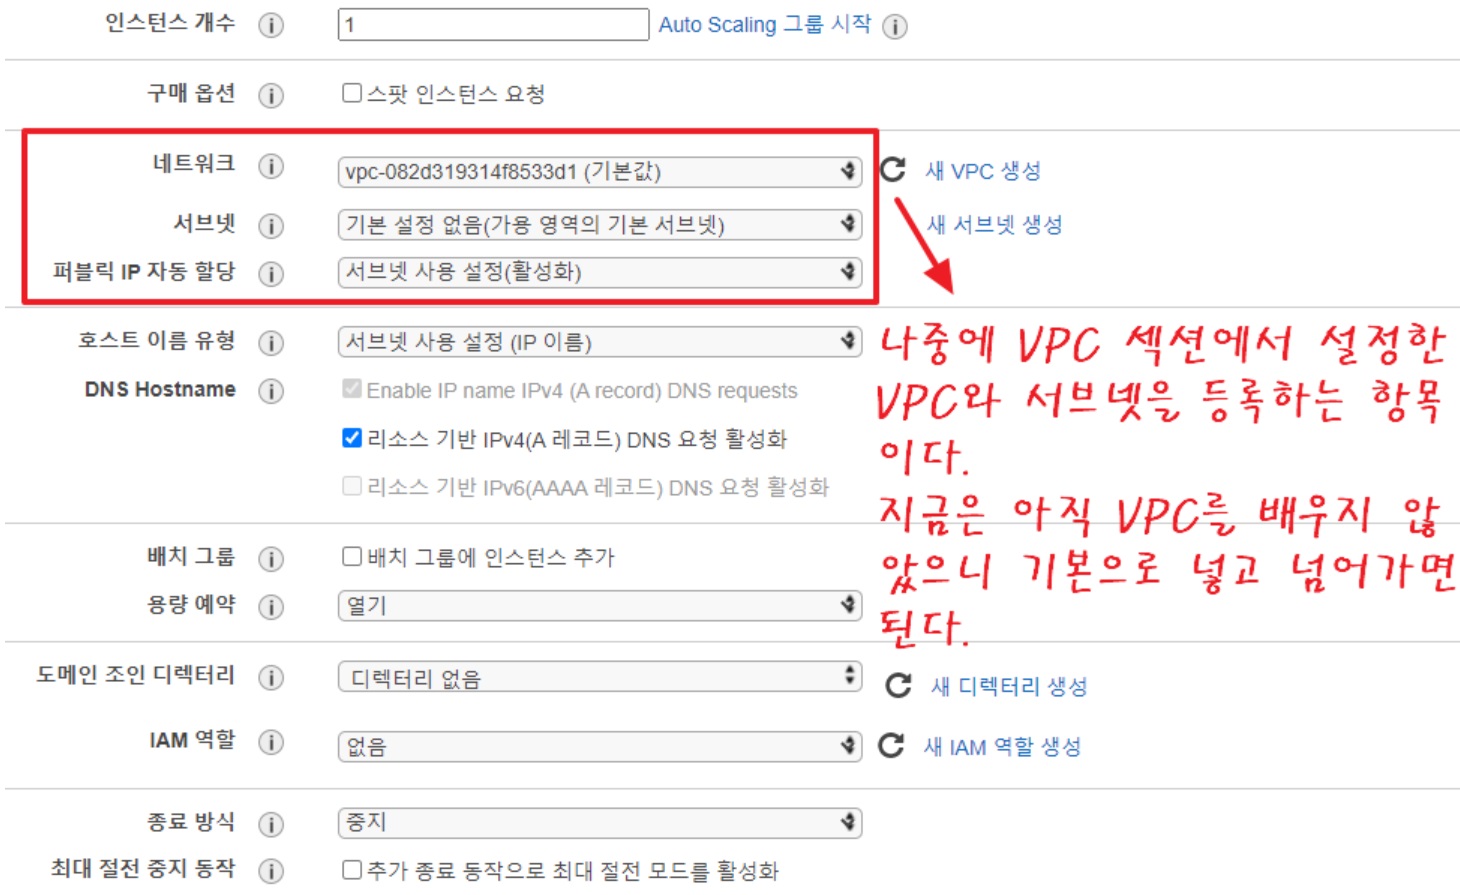 인스턴스 개수 1 Auto Scaling 그룹 시작
구매 옵션 스팟 인스턴스 요청
네트워크 vpc-082d319314f8533d1 (기본값) 새 VPC 생성
서브넷 기본 설정 없음(가용 영역의 기본 서브넷) 새 서브넷 생성
퍼블릭 IP 자동 할당 서브넷 사용 설정(활성화)
호스트 이름 유형 서브넷 사용 설정 (IP 이름)
DNS Hostname Enable IP name IPv4 (A record) DNS requests
리소스 기반 IPv4(A 레코드) DNS 요청 활성화
리소스 기반 IPv6(AAAA 레코드) DNS 요청 활성화
나중에 VPC 섹션에서 설정한
VPC와 서브넷을 등록하는 항목
이다.
지금은 아직 VPC를 배우지 않
았으니 기본으로 넣고 넘어가면
된다.
배치 그룹 배치 그룹에 인스턴스 추가
용량 예약 열기
도메인 조인 디렉터리 디렉터리 없음 새 디렉터리 생성
IAM 역할 없음 새 IAM 역할 생성
종료 방식 중지
최대 절전 중지 동작 추가 종료 동작으로 최대 절전 모드를 활성화